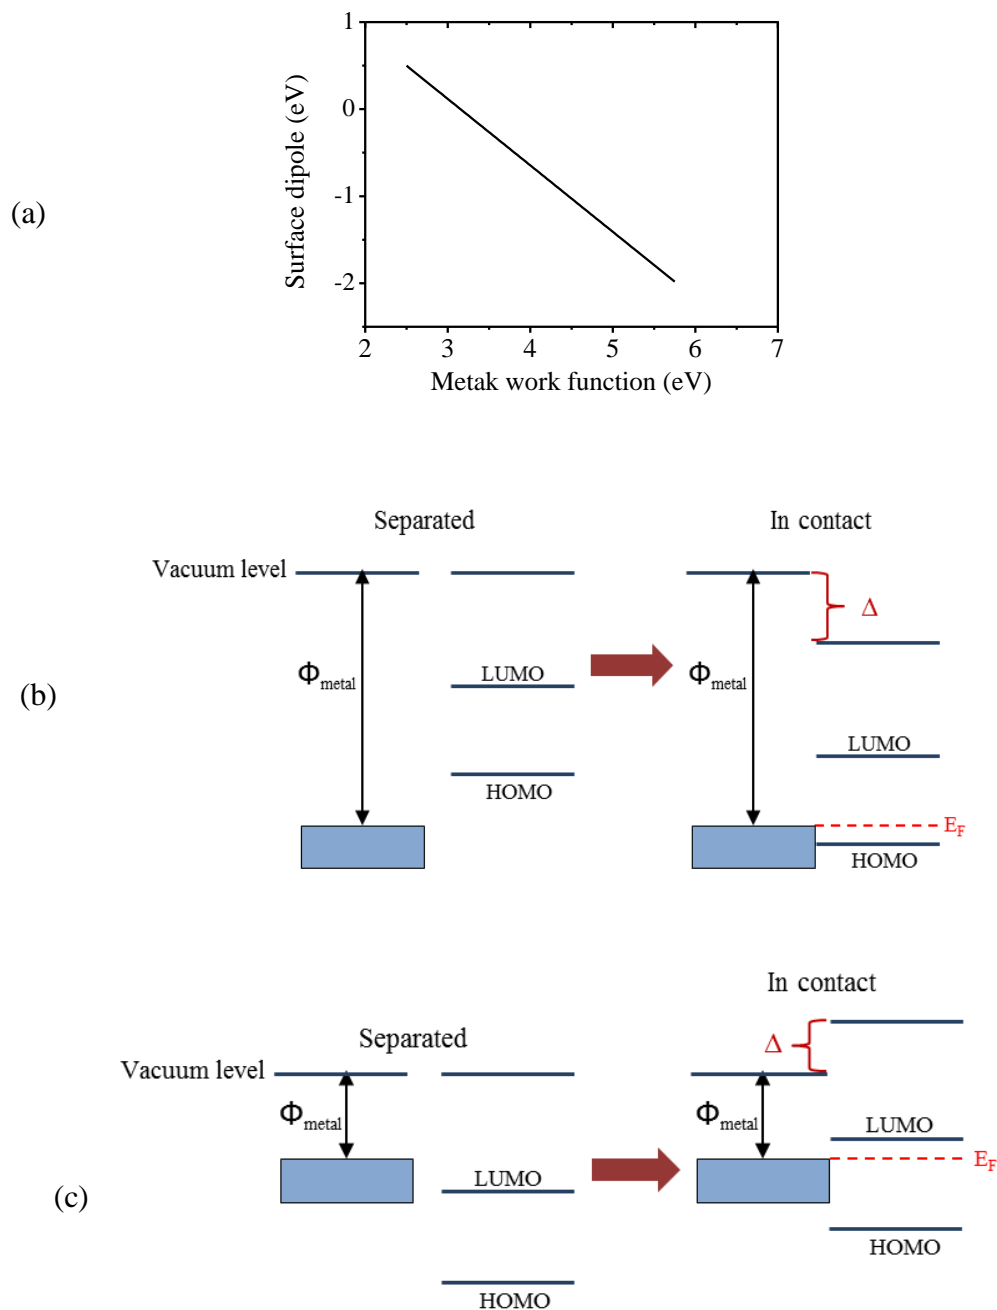 (a)
Surface dipole (eV)
1
0
-1
-2
2 3 4 5 6 7
Metak work function (eV)
(b)
Separated
In contact
Vacuum level
Δ
Φmetal
LUMO
HOMO
Φmetal
LUMO
EF
HOMO
(c)
In contact
Separated
Δ
Vacuum level
Φmetal
LUMO
HOMO
Φmetal
LUMO
EF
HOMO